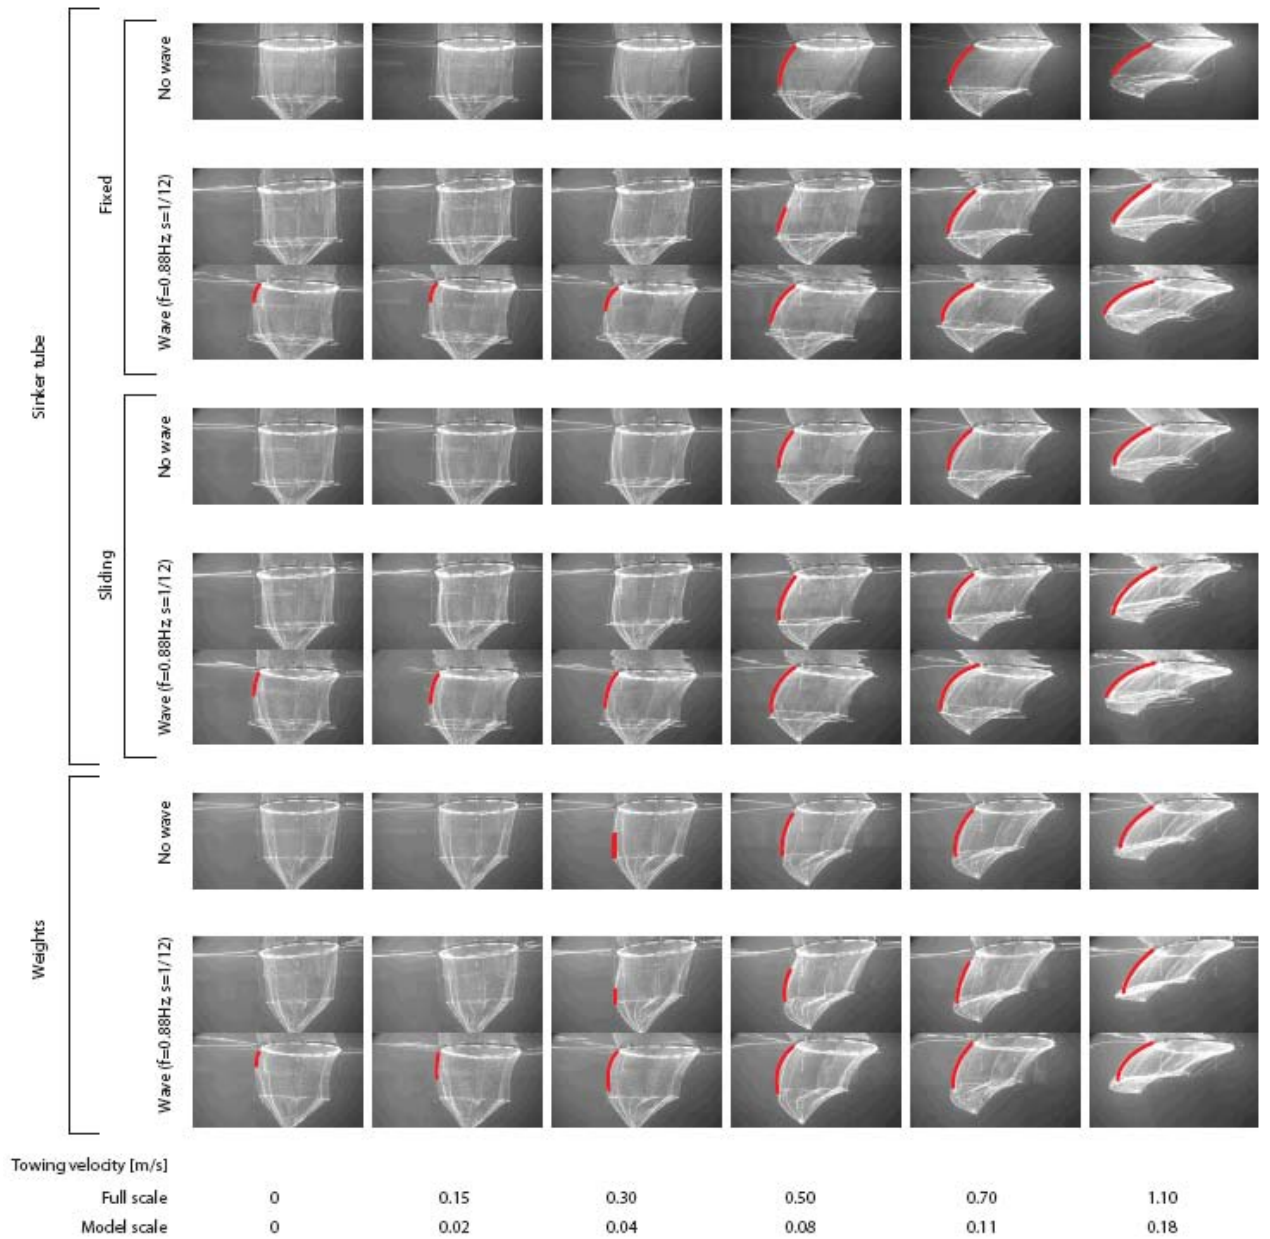 Sinker tube
Fixed
No wave
Wave (f=0.88Hz, s=1/12)
Sliding
No wave
Wave (f=0.88Hz, s=1/12)
Weights
No wave
Wave (f=0.88Hz, s=1/12)
Towing velocity [m/s]
Full scale 0 0.15 0.30 0.50 0.70 1.10
Model scale 0 0.02 0.04 0.08 0.11 0.18